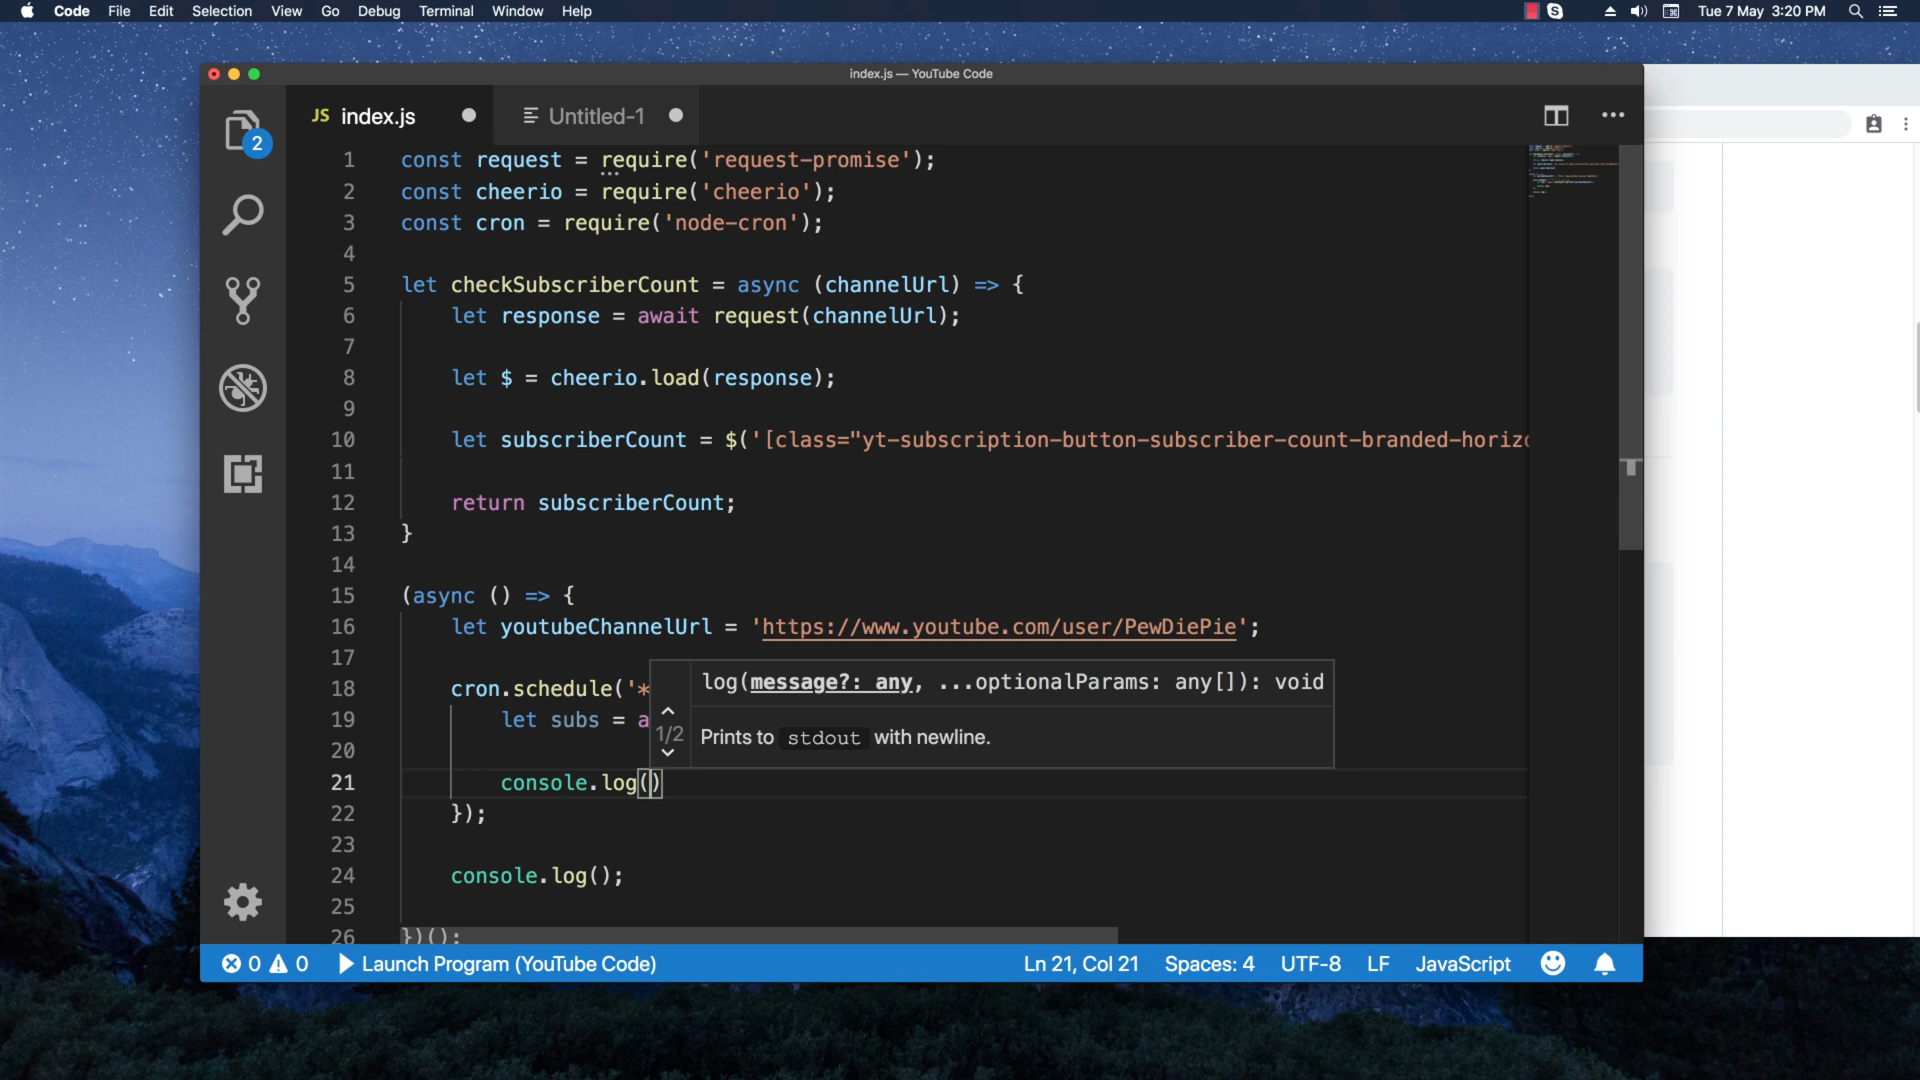 Code File Edit Selection View Go Debug Terminal Window Help
Tue 7 May 3:20 PM
index.js — YouTube Code
JS index.js
Untitled-1
2
1 const request = require('request-promise');
2 const cheerio = require('cheerio');
3 const cron = require('node-cron');
4
5 let checkSubscriberCount = async (channelUrl) => {
6 let response = await request(channelUrl);
7
8 let $ = cheerio.load(response);
9
10 let subscriberCount = $('[class="yt-subscription-button-subscriber-count-branded-horizo
11
12 return subscriberCount;
13 }
14
15 (async () => {
16 let youtubeChannelUrl = 'https://www.youtube.com/user/PewDiePie';
17
log(message?: any, ...optionalParams: any[]): void
18 cron.schedule('*
19 let subs = a
1/2 Prints to stdout with newline.
20
21 console.log()
22 });
23
24 console.log();
25
26 })();
0 0 Launch Program (YouTube Code) Ln 21, Col 21 Spaces: 4 UTF-8 LF JavaScript